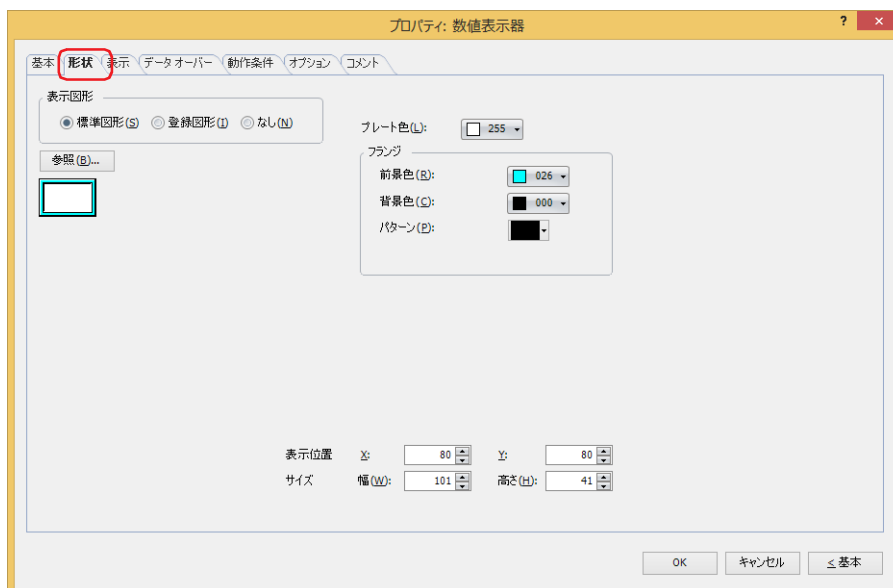 プロパティ: 数値表示器
? ×
基本 形状 表示 データオーバー 動作条件 オプション コメント
表示図形
標準図形(S) 登録図形(I) なし(N)
プレート色(L): 255
参照(B)...
フランジ
前景色(R): 026
背景色(C): 000
パターン(P):
表示位置 X: 80 Y: 80
サイズ 幅(W): 101 高さ(H): 41
OK キャンセル < 基本